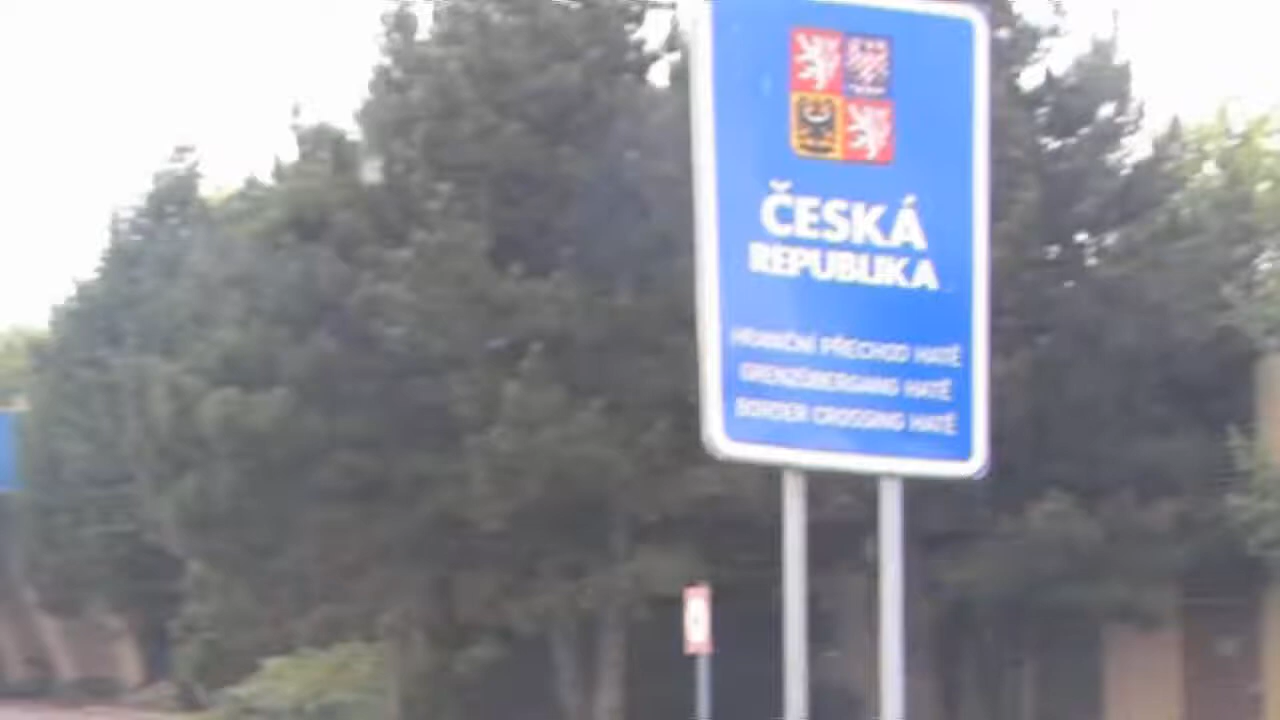 ČESKÁ
REPUBLIKA
HRANIČNÍ PŘECHOD HATĚ
GRENZÜBERGANG HATĚ
BORDER CROSSING HATĚ